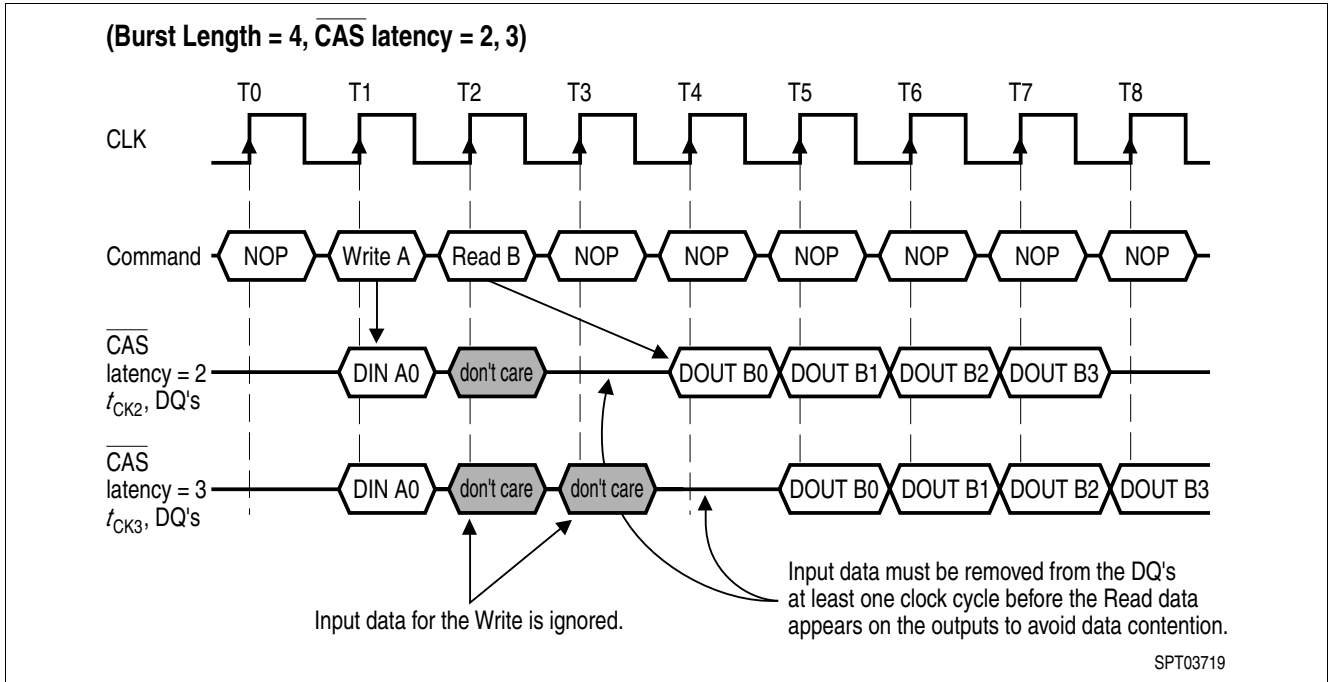 (Burst Length = 4, CAS latency = 2, 3)
T0 T1 T2 T3 T4 T5 T6 T7 T8
CLK
Command NOP Write A Read B NOP NOP NOP NOP NOP NOP
CAS
latency = 2
tCK2, DQ's
DIN A0 don't care DOUT B0 DOUT B1 DOUT B2 DOUT B3
CAS
latency = 3
tCK3, DQ's
DIN A0 don't care don't care DOUT B0 DOUT B1 DOUT B2 DOUT B3
Input data for the Write is ignored.
Input data must be removed from the DQ's
at least one clock cycle before the Read data
appears on the outputs to avoid data contention.
SPT03719